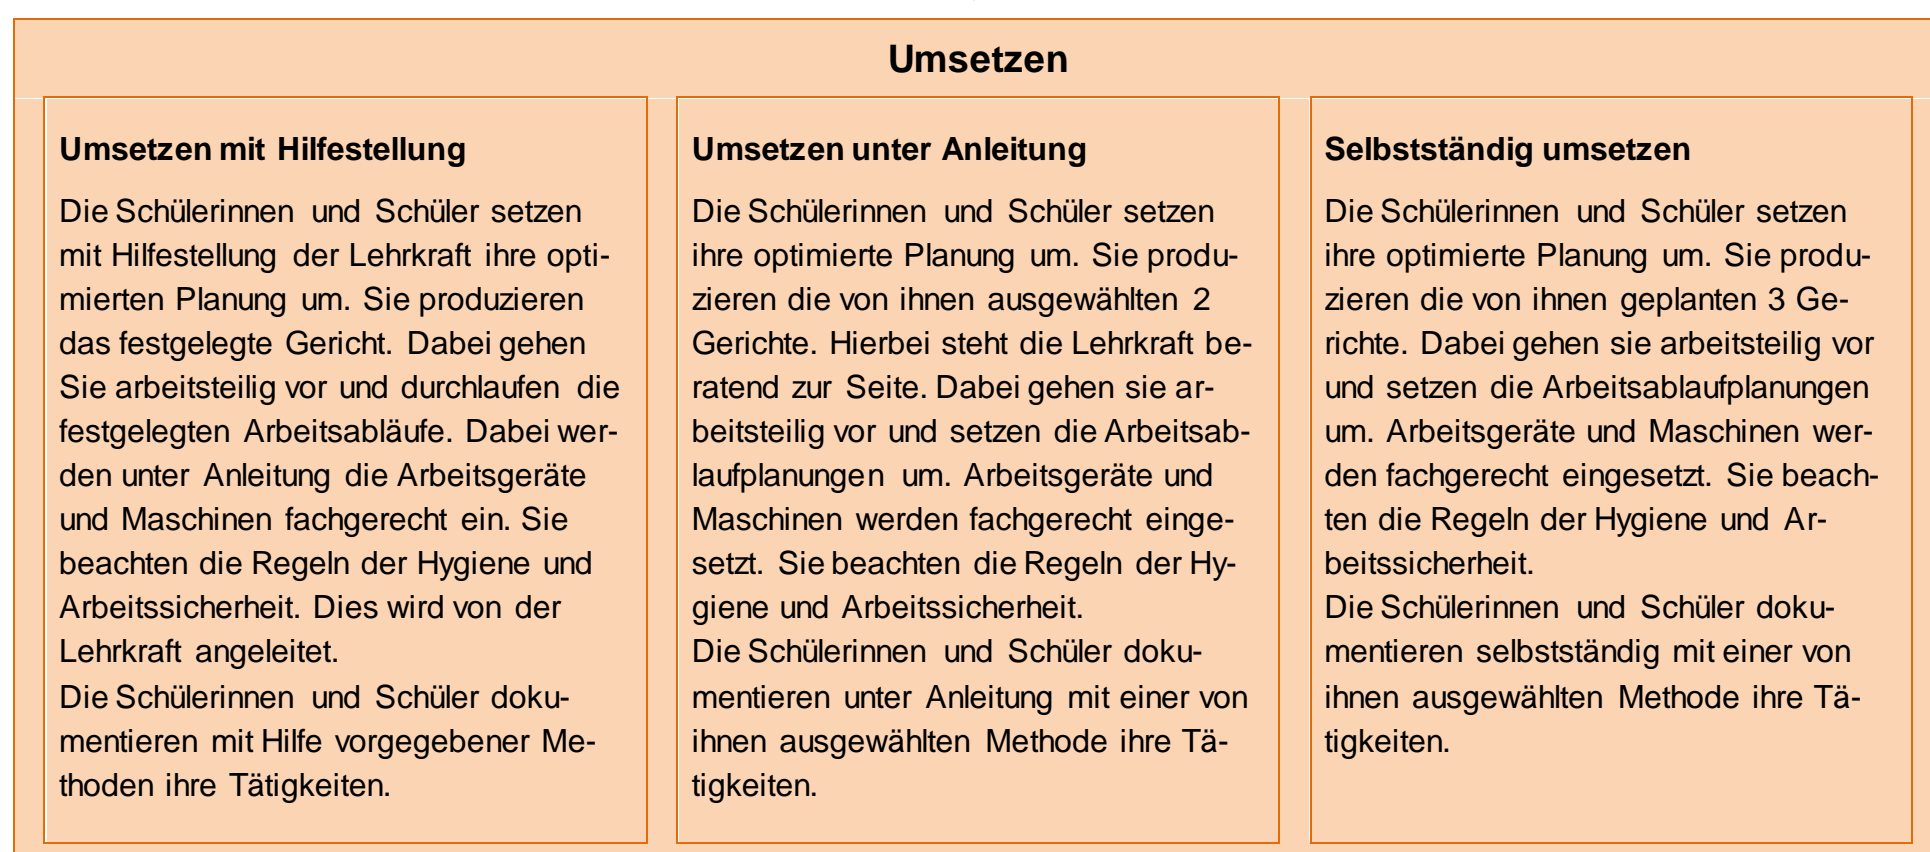 Umsetzen
Umsetzen mit Hilfestellung
Die Schülerinnen und Schüler setzen
mit Hilfestellung der Lehrkraft ihre opti-
mierten Planung um. Sie produzieren
das festgelegte Gericht. Dabei gehen
Sie arbeitsteilig vor und durchlaufen die
festgelegten Arbeitsabläufe. Dabei wer-
den unter Anleitung die Arbeitsgeräte
und Maschinen fachgerecht ein. Sie
beachten die Regeln der Hygiene und
Arbeitssicherheit. Dies wird von der
Lehrkraft angeleitet.
Die Schülerinnen und Schüler doku-
mentieren mit Hilfe vorgegebener Me-
thoden ihre Tätigkeiten.
Umsetzen unter Anleitung
Die Schülerinnen und Schüler setzen
ihre optimierte Planung um. Sie produ-
zieren die von ihnen ausgewählten 2
Gerichte. Hierbei steht die Lehrkraft be-
ratend zur Seite. Dabei gehen sie ar-
beitsteilig vor und setzen die Arbeitsab-
laufplanungen um. Arbeitsgeräte und
Maschinen werden fachgerecht einge-
setzt. Sie beachten die Regeln der Hy-
giene und Arbeitssicherheit.
Die Schülerinnen und Schüler doku-
mentieren unter Anleitung mit einer von
ihnen ausgewählten Methode ihre Tä-
tigkeiten.
Selbstständig umsetzen
Die Schülerinnen und Schüler setzen
ihre optimierte Planung um. Sie produ-
zieren die von ihnen geplanten 3 Ge-
richte. Dabei gehen sie arbeitsteilig vor
und setzen die Arbeitsablaufplanungen
um. Arbeitsgeräte und Maschinen wer-
den fachgerecht eingesetzt. Sie beach-
ten die Regeln der Hygiene und Ar-
beitssicherheit.
Die Schülerinnen und Schüler doku-
mentieren selbstständig mit einer von
ihnen ausgewählten Methode ihre Tä-
tigkeiten.